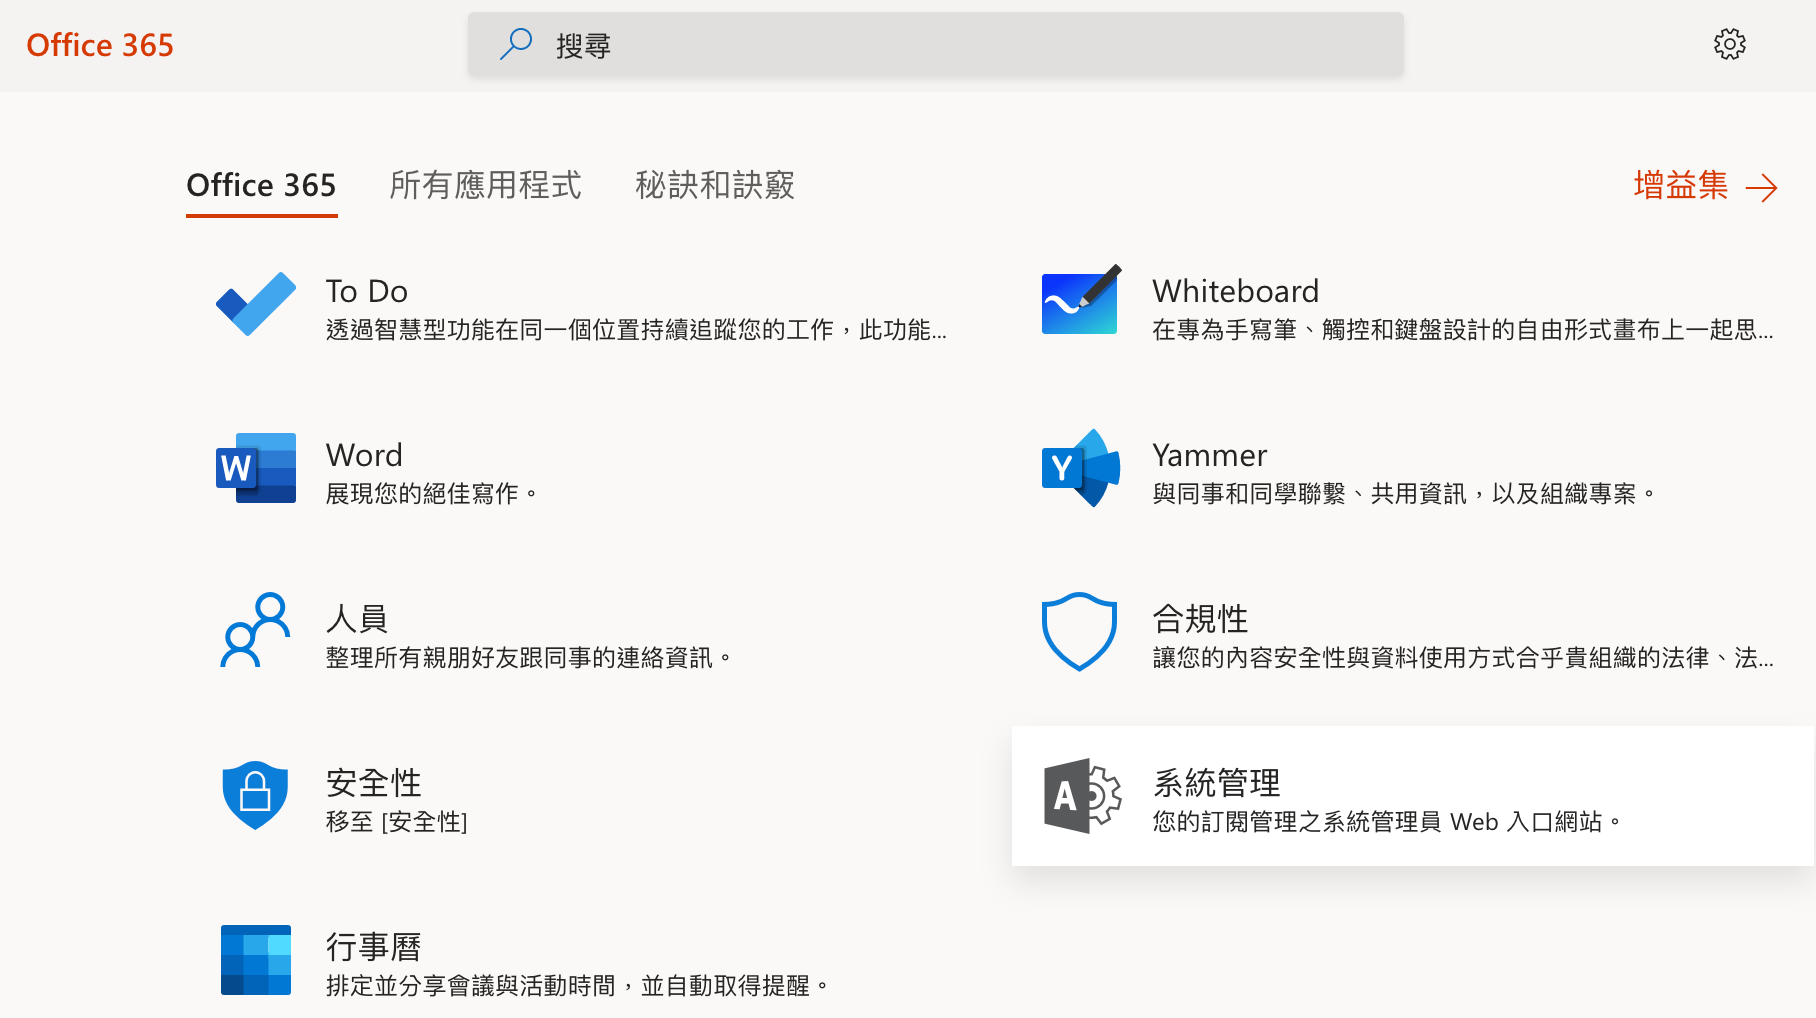 Office 365
搜尋
Office 365 所有應用程式 秘訣和訣竅 增益集
To Do
透過智慧型功能在同一個位置持續追蹤您的工作，此功能...
Whiteboard
在專為手寫筆、觸控和鍵盤設計的自由形式畫布上一起思...
W
Word
展現您的絕佳寫作。
Y
Yammer
與同事和同學聯繫、共用資訊，以及組織專案。
人員
整理所有親朋好友跟同事的連絡資訊。
合規性
讓您的內容安全性與資料使用方式合乎貴組織的法律、法...
安全性
移至 [安全性]
A
系統管理
您的訂閱管理之系統管理員 Web 入口網站。
行事曆
排定並分享會議與活動時間，並自動取得提醒。